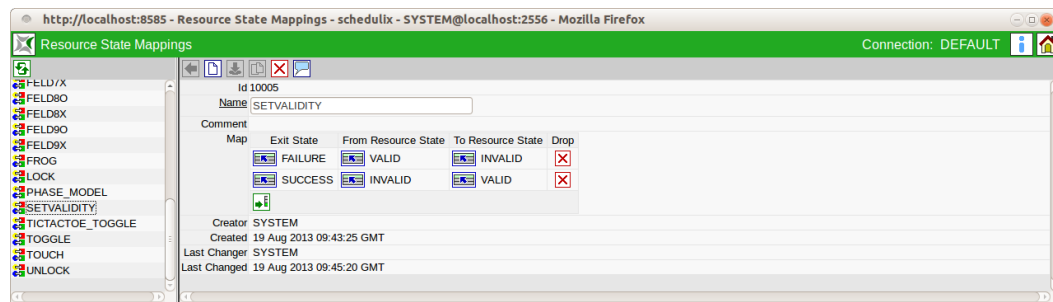 http://localhost:8585 - Resource State Mappings - schedulix - SYSTEM@localhost:2556 - Mozilla Firefox
Resource State Mappings
Connection: DEFAULT
FELD7X
FELD8O
FELD8X
FELD9O
FELD9X
FROG
LOCK
PHASE_MODEL
SETVALIDITY
TICTACTOE_TOGGLE
TOGGLE
TOUCH
UNLOCK
Id 10005
Name SETVALIDITY
Comment
Map Exit State From Resource State To Resource State Drop
FAILURE VALID INVALID
SUCCESS INVALID VALID
Creator SYSTEM
Created 19 Aug 2013 09:43:25 GMT
Last Changer SYSTEM
Last Changed 19 Aug 2013 09:45:20 GMT